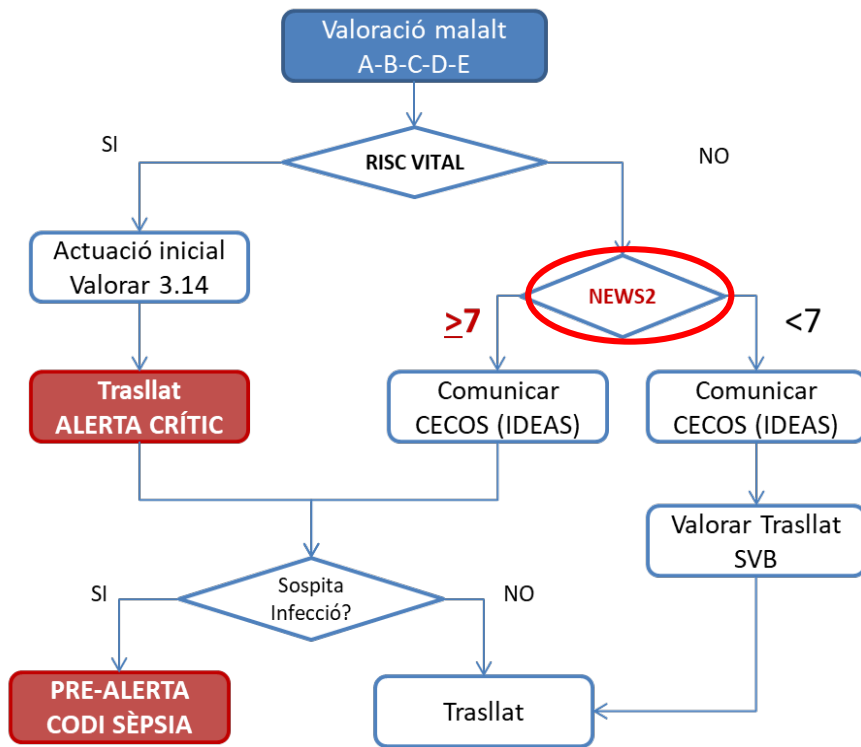 Valoració malalt
A-B-C-D-E
SI
RISC VITAL
NO
Actuació inicial
Valorar 3.14
NEWS2
≥7
<7
Trasllat
ALERTA CRÍTIC
Comunicar
CECOS (IDEAS)
Comunicar
CECOS (IDEAS)
Valorar Trasllat
SVB
SI
Sospita
Infecció?
NO
PRE-ALERTA
CODI SÈPSIA
Trasllat